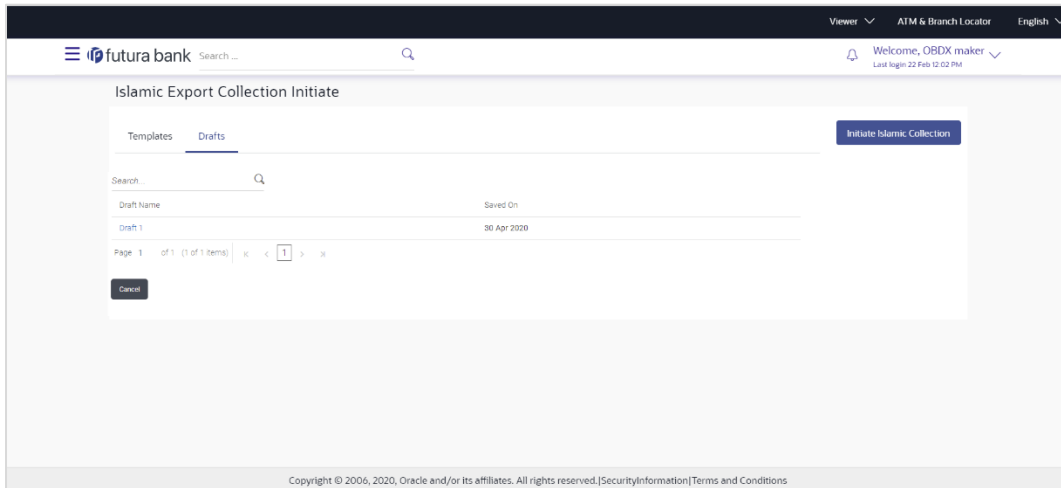 Viewer ATM & Branch Locator English
futura bank Search ... Welcome, OBDX maker
Last login 22 Feb 12:02 PM
Islamic Export Collection Initiate
Templates Drafts Initiate Islamic Collection
Search...
Draft Name Saved On
Draft 1 30 Apr 2020
Page 1 of 1 (1 of 1 items) « < 1 > »
Cancel
Copyright © 2006, 2020, Oracle and/or its affiliates. All rights reserved.|SecurityInformation|Terms and Conditions